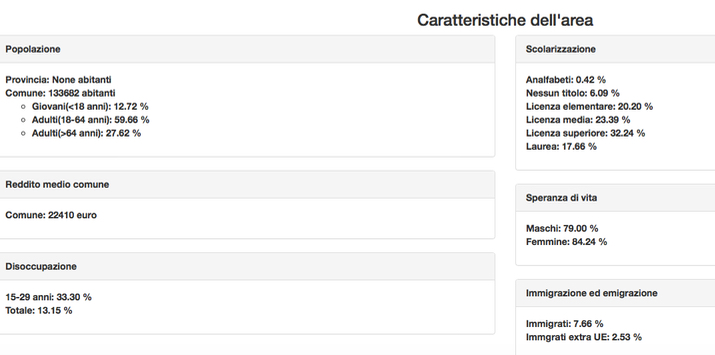 Caratteristiche dell'area
Popolazione
Provincia: None abitanti
Comune: 133682 abitanti
Giovani(<18 anni): 12.72 %
Adulti(18-64 anni): 59.66 %
Adulti(>64 anni): 27.62 %
Reddito medio comune
Comune: 22410 euro
Disoccupazione
15-29 anni: 33.30 %
Totale: 13.15 %
Scolarizzazione
Analfabeti: 0.42 %
Nessun titolo: 6.09 %
Licenza elementare: 20.20 %
Licenza media: 23.39 %
Licenza superiore: 32.24 %
Laurea: 17.66 %
Speranza di vita
Maschi: 79.00 %
Femmine: 84.24 %
Immigrazione ed emigrazione
Immigrati: 7.66 %
Immgrati extra UE: 2.53 %